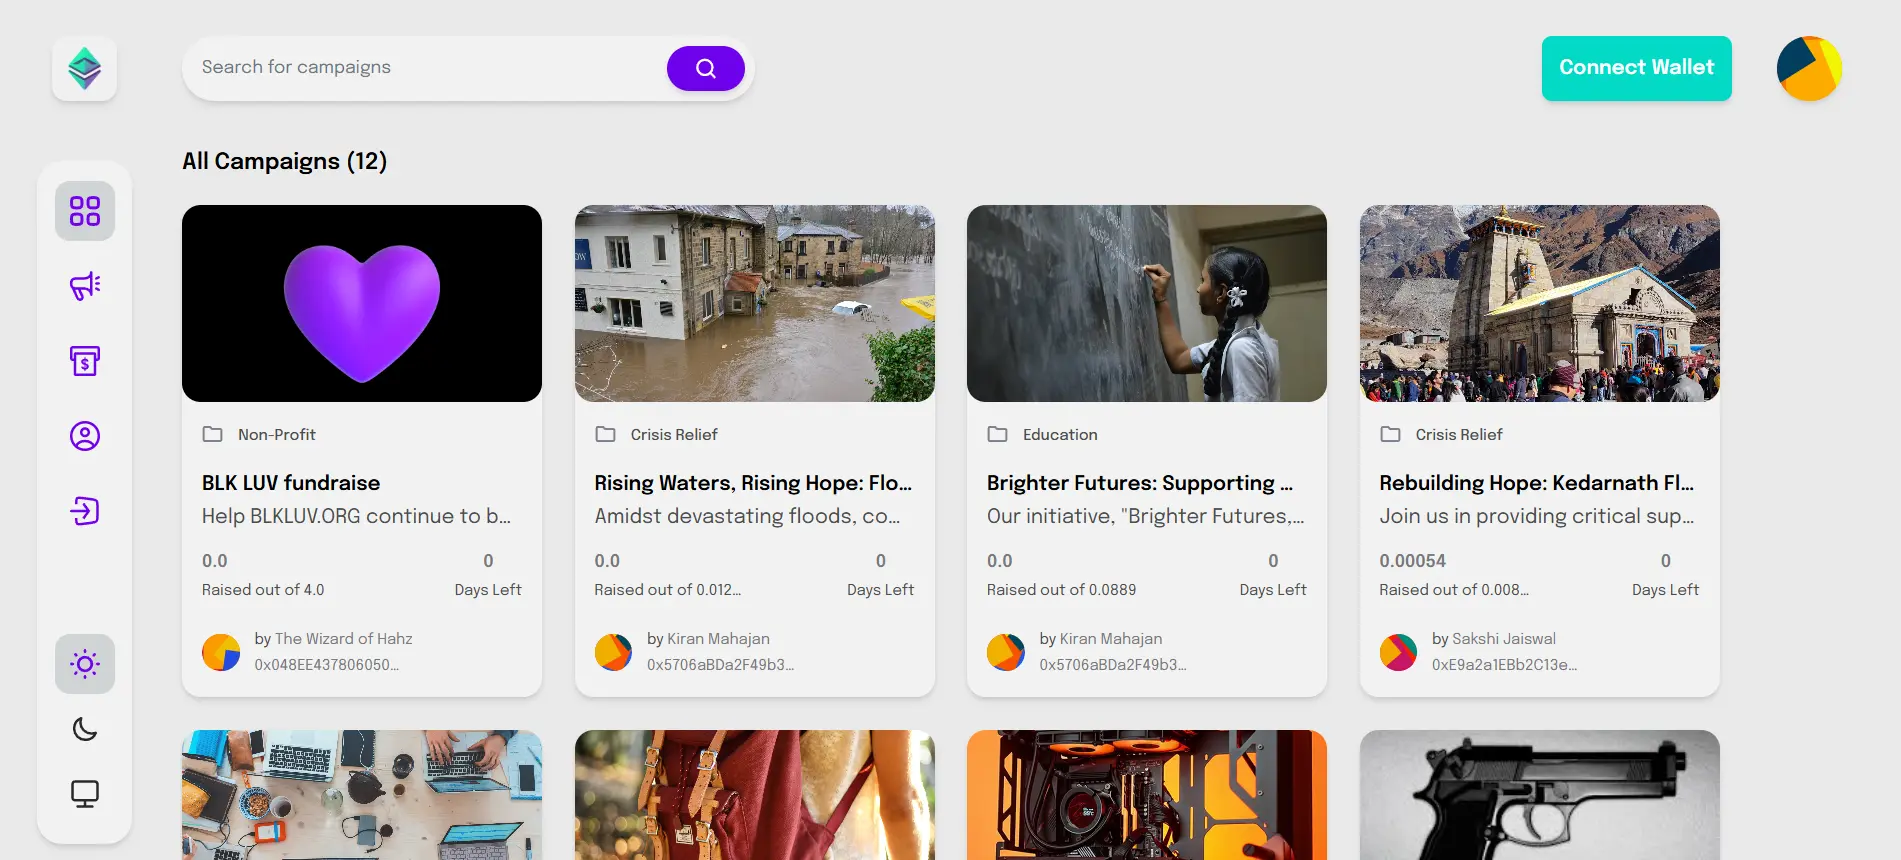 Search for campaigns
Connect Wallet
All Campaigns (12)
Non-Profit
BLK LUV fundraise
Help BLKLUV.ORG continue to b...
0.0
0
Raised out of 4.0
Days Left
by The Wizard of Hahz
0x048EE437806050...
Crisis Relief
Rising Waters, Rising Hope: Flo...
Amidst devastating floods, co...
0.0
0
Raised out of 0.012...
Days Left
by Kiran Mahajan
0x5706aBDa2F49b3...
Education
Brighter Futures: Supporting ...
Our initiative, "Brighter Futures,...
0.0
0
Raised out of 0.0889
Days Left
by Kiran Mahajan
0x5706aBDa2F49b3...
Crisis Relief
Rebuilding Hope: Kedarnath Fl...
Join us in providing critical sup...
0.00054
0
Raised out of 0.008...
Days Left
by Sakshi Jaiswal
0xE9a2a1EBb2C13e...